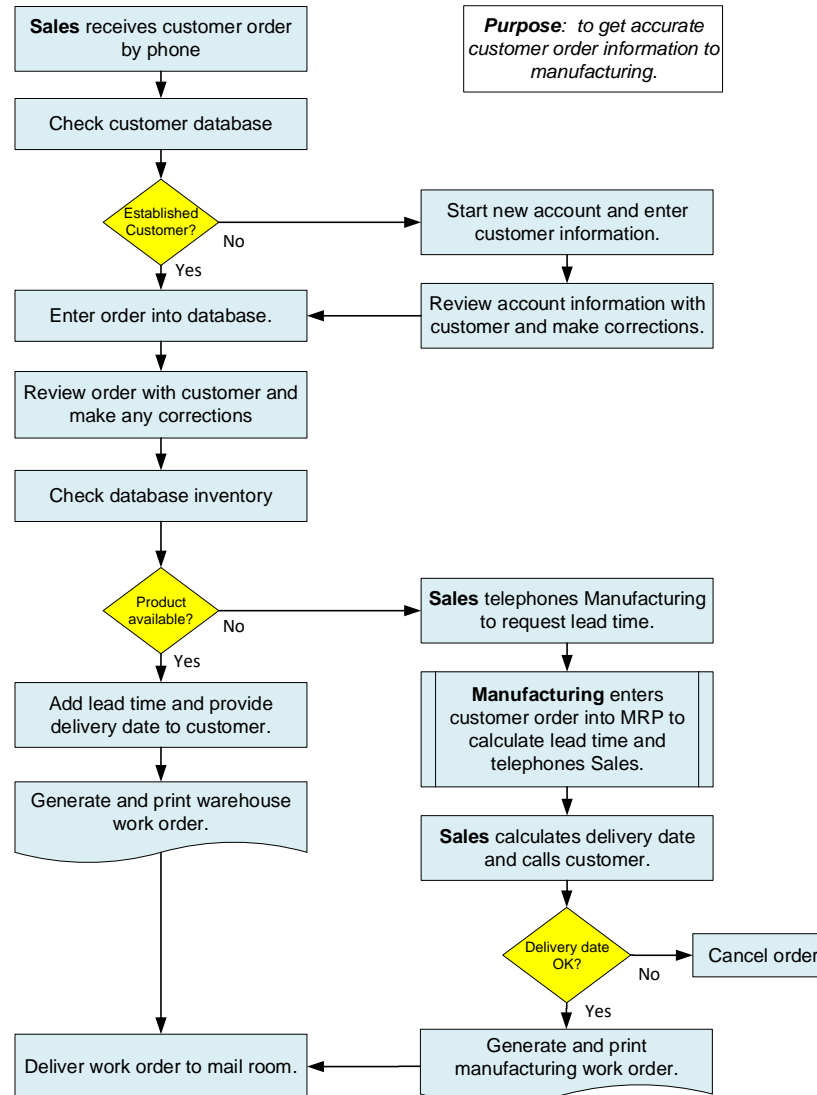 Sales receives customer order
by phone
Purpose: to get accurate
customer order information to
manufacturing.
Check customer database
Established
Customer?
No
Yes
Start new account and enter
customer information.
Review account information with
customer and make corrections.
Enter order into database.
Review order with customer and
make any corrections
Check database inventory
Product
available?
No
Yes
Sales telephones Manufacturing
to request lead time.
Manufacturing enters
customer order into MRP to
calculate lead time and
telephones Sales.
Add lead time and provide
delivery date to customer.
Generate and print warehouse
work order.
Sales calculates delivery date
and calls customer.
Delivery date
OK?
No
Yes
Cancel order
Generate and print
manufacturing work order.
Deliver work order to mail room.